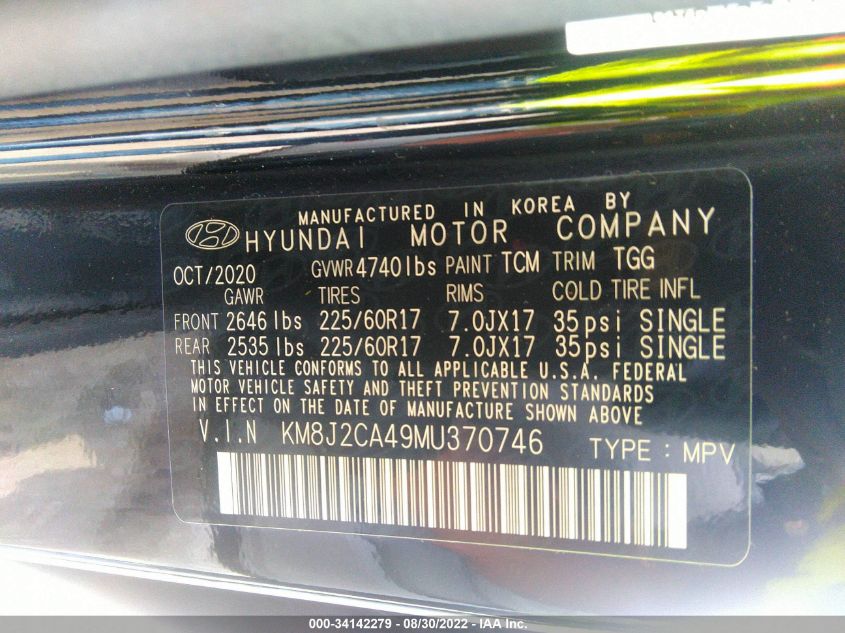 MANUFACTURED IN KOREA BY
HYUNDAI MOTOR COMPANY
OCT/2020 GVWR 4740lbs PAINT TCM TRIM TGG
GAWR TIRES RIMS COLD TIRE INFL
FRONT 2646 lbs 225/60R17 7.0JX17 35psi SINGLE
REAR 2535 lbs 225/60R17 7.0JX17 35psi SINGLE
THIS VEHICLE CONFORMS TO ALL APPLICABLE U.S.A. FEDERAL
MOTOR VEHICLE SAFETY AND THEFT PREVENTION STANDARDS
IN EFFECT ON THE DATE OF MANUFACTURE SHOWN ABOVE
V.I.N KM8J2CA49MU370746 TYPE : MPV
000-34142279 - 08/30/2022 - IAA Inc.